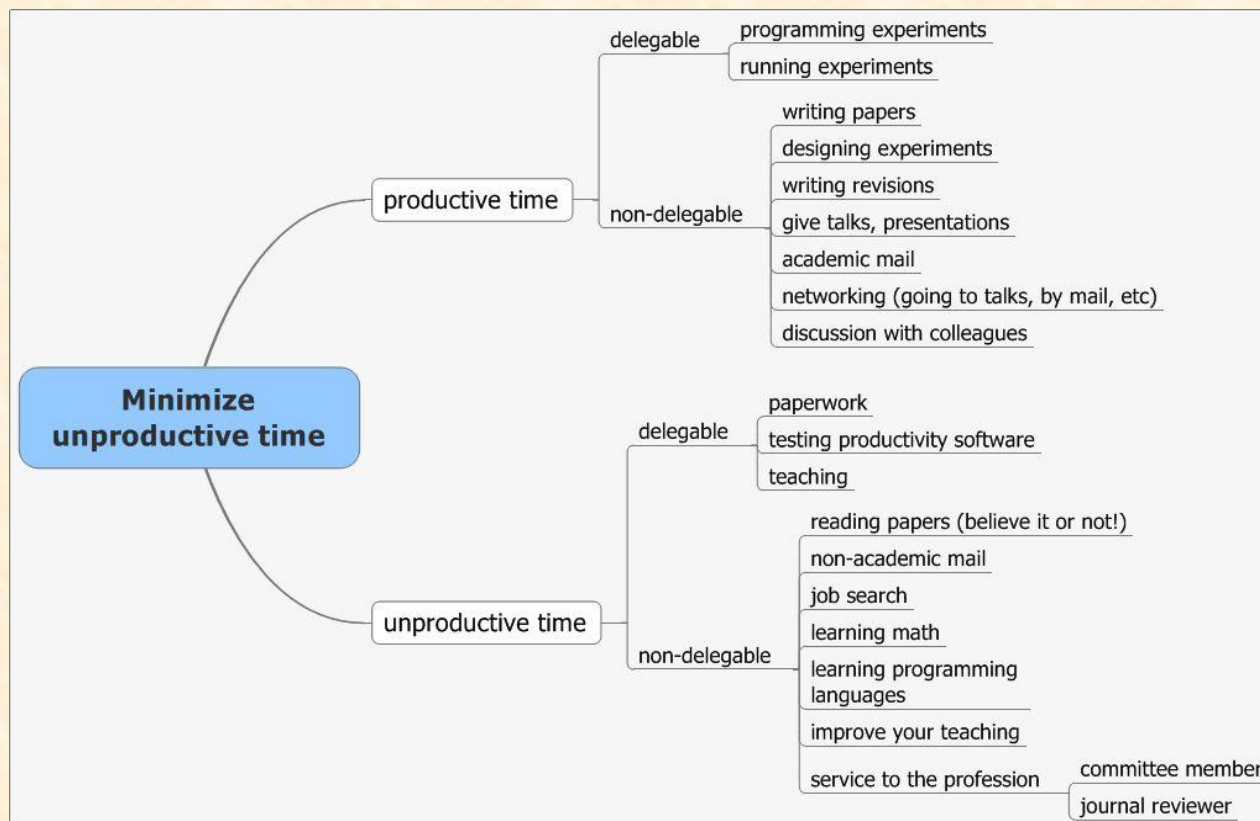 Minimize
unproductive time
productive time
delegable
programming experiments
running experiments
non-delegable
writing papers
designing experiments
writing revisions
give talks, presentations
academic mail
networking (going to talks, by mail, etc)
discussion with colleagues
unproductive time
delegable
paperwork
testing productivity software
teaching
non-delegable
reading papers (believe it or not!)
non-academic mail
job search
learning math
learning programming
languages
improve your teaching
service to the profession
committee member
journal reviewer